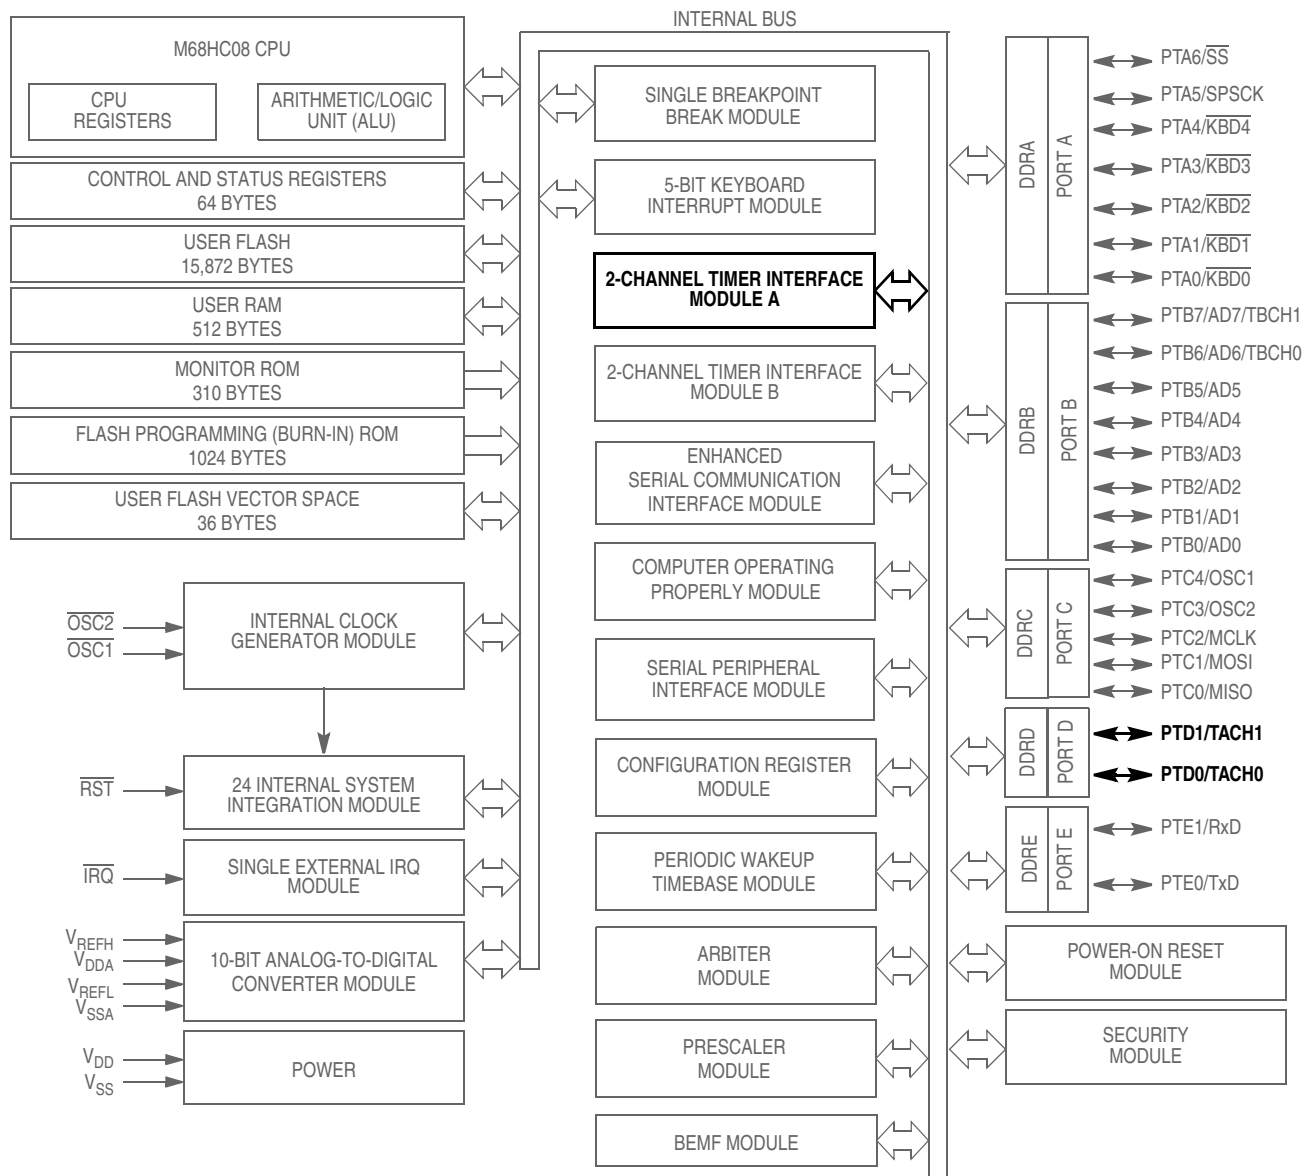 INTERNAL BUS
M68HC08 CPU
CPU
REGISTERS
ARITHMETIC/LOGIC
UNIT (ALU)
CONTROL AND STATUS REGISTERS
64 BYTES
USER FLASH
15,872 BYTES
USER RAM
512 BYTES
MONITOR ROM
310 BYTES
FLASH PROGRAMMING (BURN-IN) ROM
1024 BYTES
USER FLASH VECTOR SPACE
36 BYTES
OSC2
OSC1
INTERNAL CLOCK
GENERATOR MODULE
RST
24 INTERNAL SYSTEM
INTEGRATION MODULE
IRQ
SINGLE EXTERNAL IRQ
MODULE
VREFH
VDDA
VREFL
VSSA
10-BIT ANALOG-TO-DIGITAL
CONVERTER MODULE
VDD
VSS
POWER
SINGLE BREAKPOINT
BREAK MODULE
5-BIT KEYBOARD
INTERRUPT MODULE
2-CHANNEL TIMER INTERFACE
MODULE A
2-CHANNEL TIMER INTERFACE
MODULE B
ENHANCED
SERIAL COMMUNICATION
INTERFACE MODULE
COMPUTER OPERATING
PROPERLY MODULE
SERIAL PERIPHERAL
INTERFACE MODULE
CONFIGURATION REGISTER
MODULE
PERIODIC WAKEUP
TIMEBASE MODULE
ARBITER
MODULE
PRESCALER
MODULE
BEMF MODULE
DDRA
PORT A
PTA6/SS
PTA5/SPSCK
PTA4/KBD4
PTA3/KBD3
PTA2/KBD2
PTA1/KBD1
PTA0/KBD0
DDRB
PORT B
PTB7/AD7/TBCH1
PTB6/AD6/TBCH0
PTB5/AD5
PTB4/AD4
PTB3/AD3
PTB2/AD2
PTB1/AD1
PTB0/AD0
DDRC
PORT C
PTC4/OSC1
PTC3/OSC2
PTC2/MCLK
PTC1/MOSI
PTC0/MISO
DDRD
PORT D
PTD1/TACH1
PTD0/TACH0
DDRE
PORT E
PTE1/RxD
PTE0/TxD
POWER-ON RESET
MODULE
SECURITY
MODULE